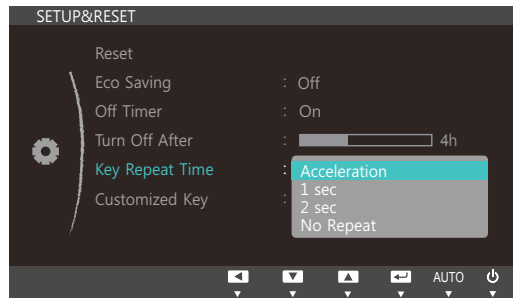 SETUP&RESET
Reset
Eco Saving : Off
Off Timer : On
Turn Off After : 4h
Key Repeat Time : Acceleration
1 sec
Customized Key : 2 sec
No Repeat
AUTO